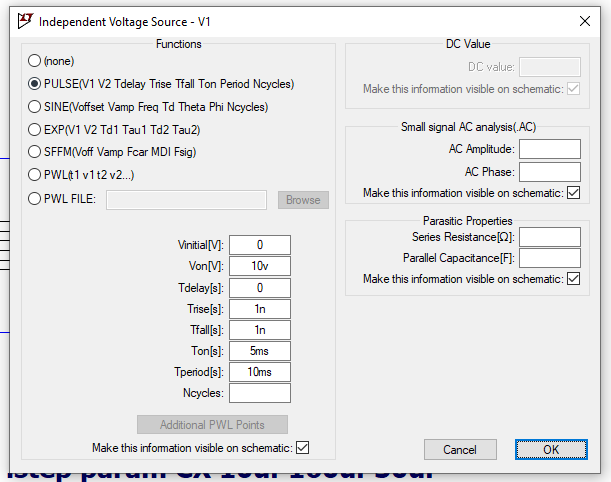 Independent Voltage Source - V1
Functions
(none)
PULSE(V1 V2 Tdelay Trise Tfall Ton Period Ncycles)
SINE(Voffset Vamp Freq Td Theta Phi Ncycles)
EXP(V1 V2 Td1 Tau1 Td2 Tau2)
SFFM(Voff Vamp Fcar MDI Fsig)
PWL(t1 v1 t2 v2...)
PWL FILE: Browse
Vinitial[V]: 0
Von[V]: 10v
Tdelay[s]: 0
Trise[s]: 1n
Tfall[s]: 1n
Ton[s]: 5ms
Tperiod[s]: 10ms
Ncycles:
Additional PWL Points
Make this information visible on schematic:
DC Value
DC value:
Make this information visible on schematic:
Small signal AC analysis(.AC)
AC Amplitude:
AC Phase:
Make this information visible on schematic:
Parasitic Properties
Series Resistance[Ω]:
Parallel Capacitance[F]:
Make this information visible on schematic:
Cancel OK